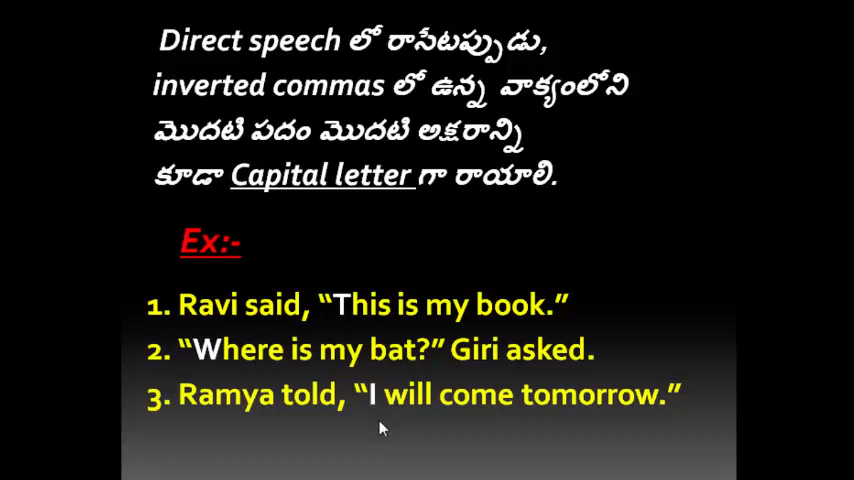 Direct speech లో రాసేటప్పుడు,
inverted commas లో ఉన్న వాక్యంలోని
మొదటి పదం మొదటి అక్షరాన్ని
కూడా Capital letter గా రాయాలి.
Ex:-
1. Ravi said, “This is my book.”
2. “Where is my bat?” Giri asked.
3. Ramya told, “I will come tomorrow.”